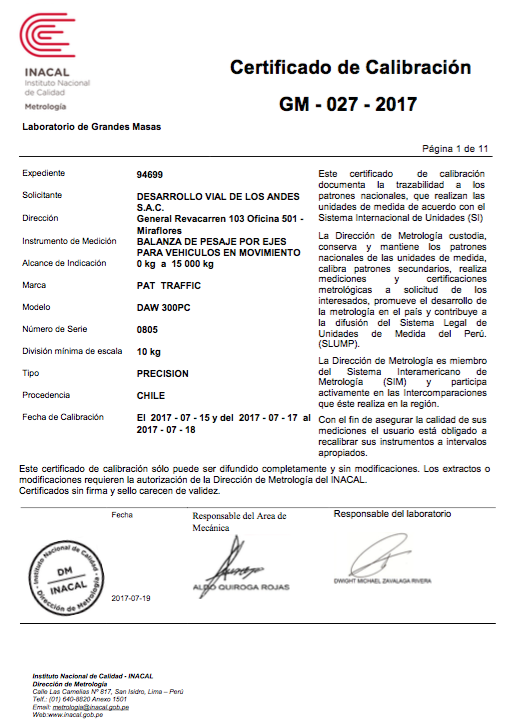 INACAL
Instituto Nacional
de Calidad
Metrología
Certificado de Calibración
GM - 027 - 2017
Laboratorio de Grandes Masas
Página 1 de 11
Expediente 94699
Solicitante DESARROLLO VIAL DE LOS ANDES
S.A.C.
Dirección General Revacarren 103 Oficina 501 -
Miraflores
Instrumento de Medición BALANZA DE PESAJE POR EJES
PARA VEHICULOS EN MOVIMIENTO
Alcance de Indicación 0 kg a 15 000 kg
Marca PAT TRAFFIC
Modelo DAW 300PC
Número de Serie 0805
División mínima de escala 10 kg
Tipo PRECISION
Procedencia CHILE
Fecha de Calibración El 2017 - 07 - 15 y del 2017 - 07 - 17 al
2017 - 07 - 18
Este certificado de calibración
documenta la trazabilidad a los
patrones nacionales, que realizan las
unidades de medida de acuerdo con el
Sistema Internacional de Unidades (SI)
La Dirección de Metrología custodia,
conserva y mantiene los patrones
nacionales de las unidades de medida,
calibra patrones secundarios, realiza
mediciones y certificaciones
metrológicas a solicitud de los
interesados, promueve el desarrollo de
la metrología en el país y contribuye a
la difusión del Sistema Legal de
Unidades de Medida del Perú.
(SLUMP).
La Dirección de Metrología es miembro
del Sistema Interamericano de
Metrología (SIM) y participa
activamente en las Intercomparaciones
que éste realiza en la región.
Con el fin de asegurar la calidad de sus
mediciones el usuario está obligado a
recalibrar sus instrumentos a intervalos
apropiados.
Este certificado de calibración sólo puede ser difundido completamente y sin modificaciones. Los extractos o
modificaciones requieren la autorización de la Dirección de Metrología del INACAL.
Certificados sin firma y sello carecen de validez.
Fecha
Responsable del Area de
Mecánica
Responsable del laboratorio
Instituto Nacional de Calidad
DM
INACAL
Dirección de Metrología
2017-07-19
ALDO QUIROGA ROJAS
DWIGHT MICHAEL ZAVALAGA RIVERA
Instituto Nacional de Calidad - INACAL
Dirección de Metrología
Calle Las Camelias Nº 817, San Isidro, Lima – Perú
Telf.: (01) 640-8820 Anexo 1501
Email: metrologia@inacal.gob.pe
Web:www.inacal.gob.pe